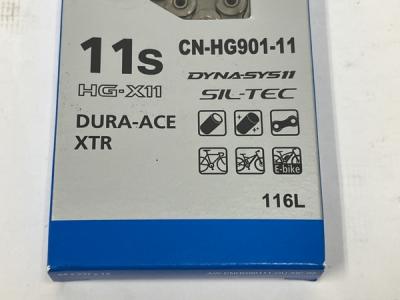 11s CN-HG901-11
HG-X11 DYNA-SYS11
SIL-TEC
DURA-ACE
XTR
E-bike
116L